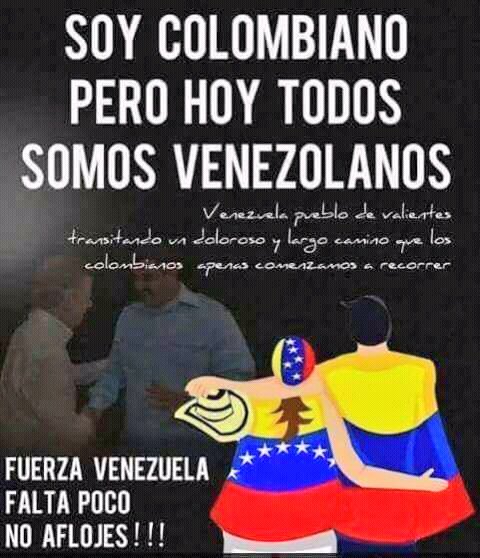 SOY COLOMBIANO
PERO HOY TODOS
SOMOS VENEZOLANOS
Venezuela pueblo de valientes
transitando un doloroso y largo camino que los
colombianos apenas comenzamos a recorrer
FUERZA VENEZUELA
FALTA POCO
NO AFLOJES!!!